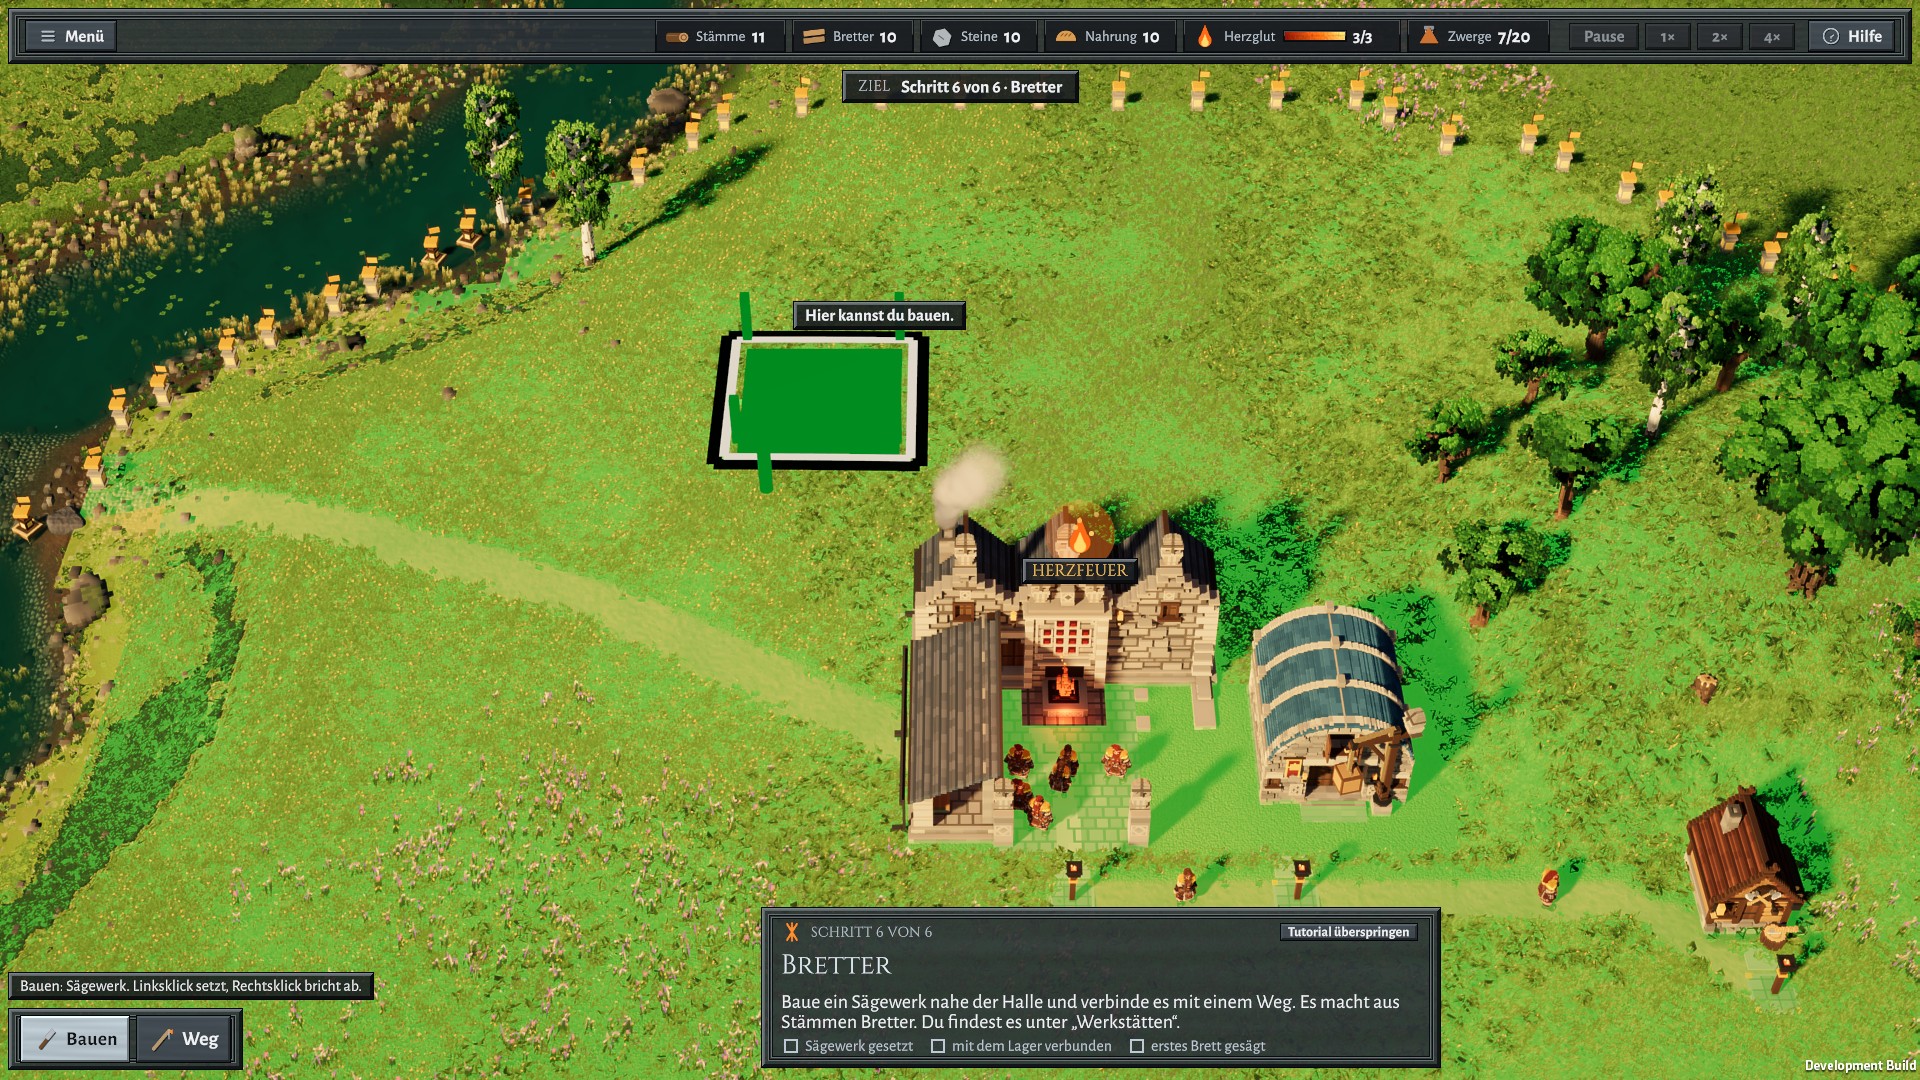 Menü
Stämme 11
Bretter 10
Steine 10
Nahrung 10
Herzglut 3/3
Zwerge 7/20
Pause
1×
2×
4×
Hilfe
ZIEL Schritt 6 von 6 · Bretter
Hier kannst du bauen.
HERZFEUER
SCHRITT 6 VON 6
Tutorial überspringen
BRETTER
Baue ein Sägewerk nahe der Halle und verbinde es mit einem Weg. Es macht aus
Stämmen Bretter. Du findest es unter „Werkstätten“.
Sägewerk gesetzt
mit dem Lager verbunden
erstes Brett gesägt
Bauen: Sägewerk. Linksklick setzt, Rechtsklick bricht ab.
Bauen
Weg
Development Build